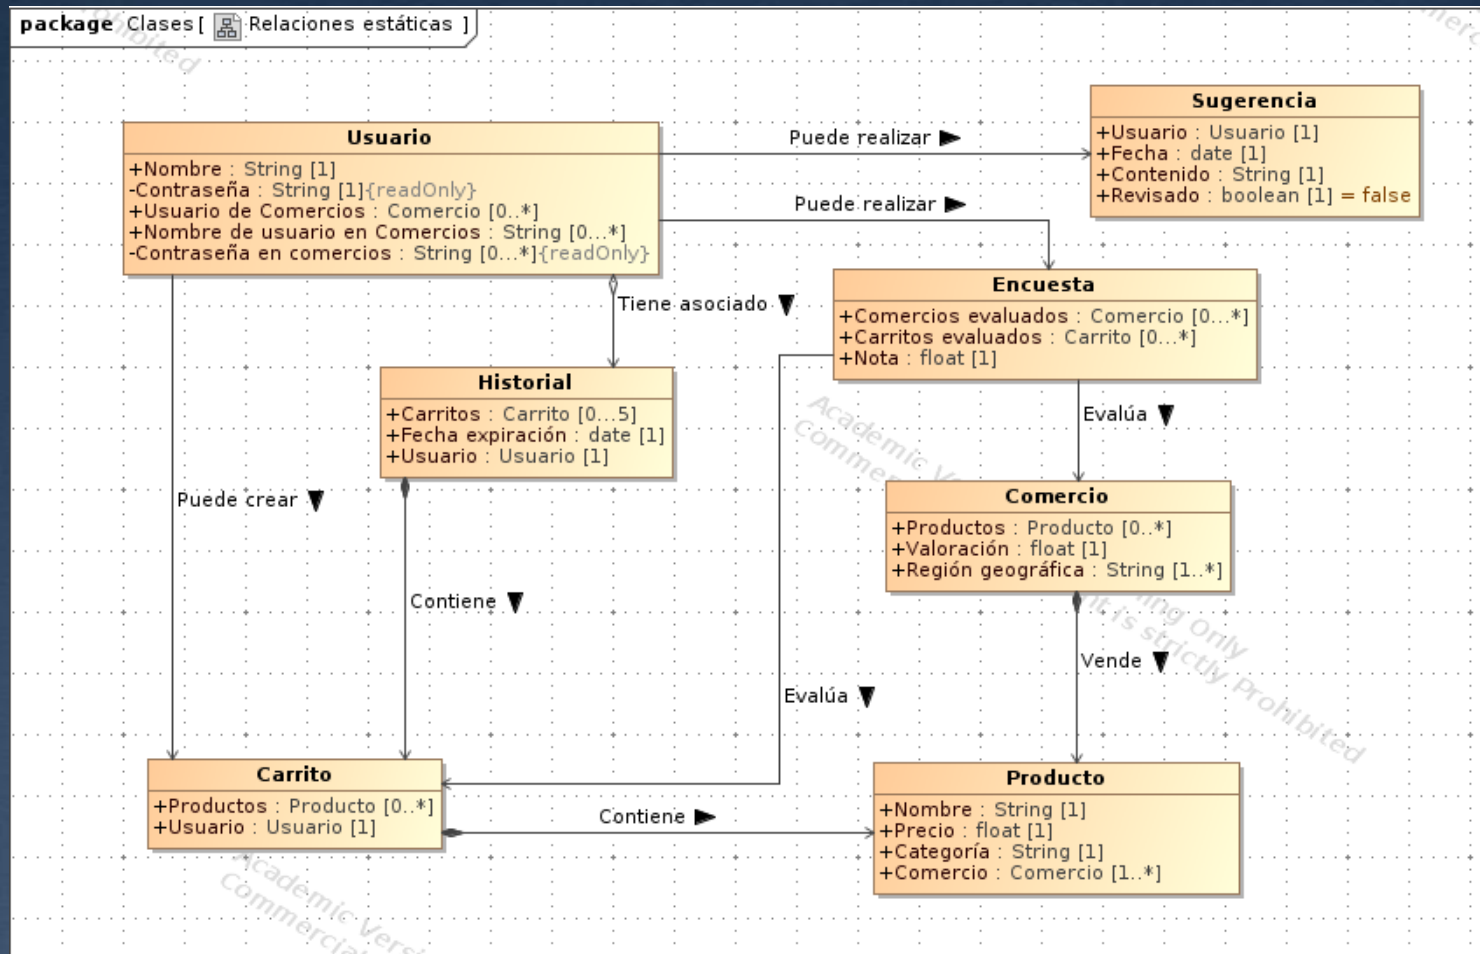 package Clases [ Relaciones estáticas ]
Usuario
+Nombre : String [1]
-Contraseña : String [1]{readOnly}
+Usuario de Comercios : Comercio [0..*]
+Nombre de usuario en Comercios : String [0...*]
-Contraseña en comercios : String [0...*]{readOnly}
Puede realizar
Sugerencia
+Usuario : Usuario [1]
+Fecha : date [1]
+Contenido : String [1]
+Revisado : boolean [1] = false
Puede realizar
Tiene asociado
Encuesta
+Comercios evaluados : Comercio [0...*]
+Carritos evaluados : Carrito [0...*]
+Nota : float [1]
Historial
+Carritos : Carrito [0...5]
+Fecha expiración : date [1]
+Usuario : Usuario [1]
Evalúa
Puede crear
Comercio
+Productos : Producto [0..*]
+Valoración : float [1]
+Región geográfica : String [1..*]
Contiene
Vende
Evalúa
Carrito
+Productos : Producto [0..*]
+Usuario : Usuario [1]
Contiene
Producto
+Nombre : String [1]
+Precio : float [1]
+Categoría : String [1]
+Comercio : Comercio [1..*]
Academic
is strictly Prohibited
Academic